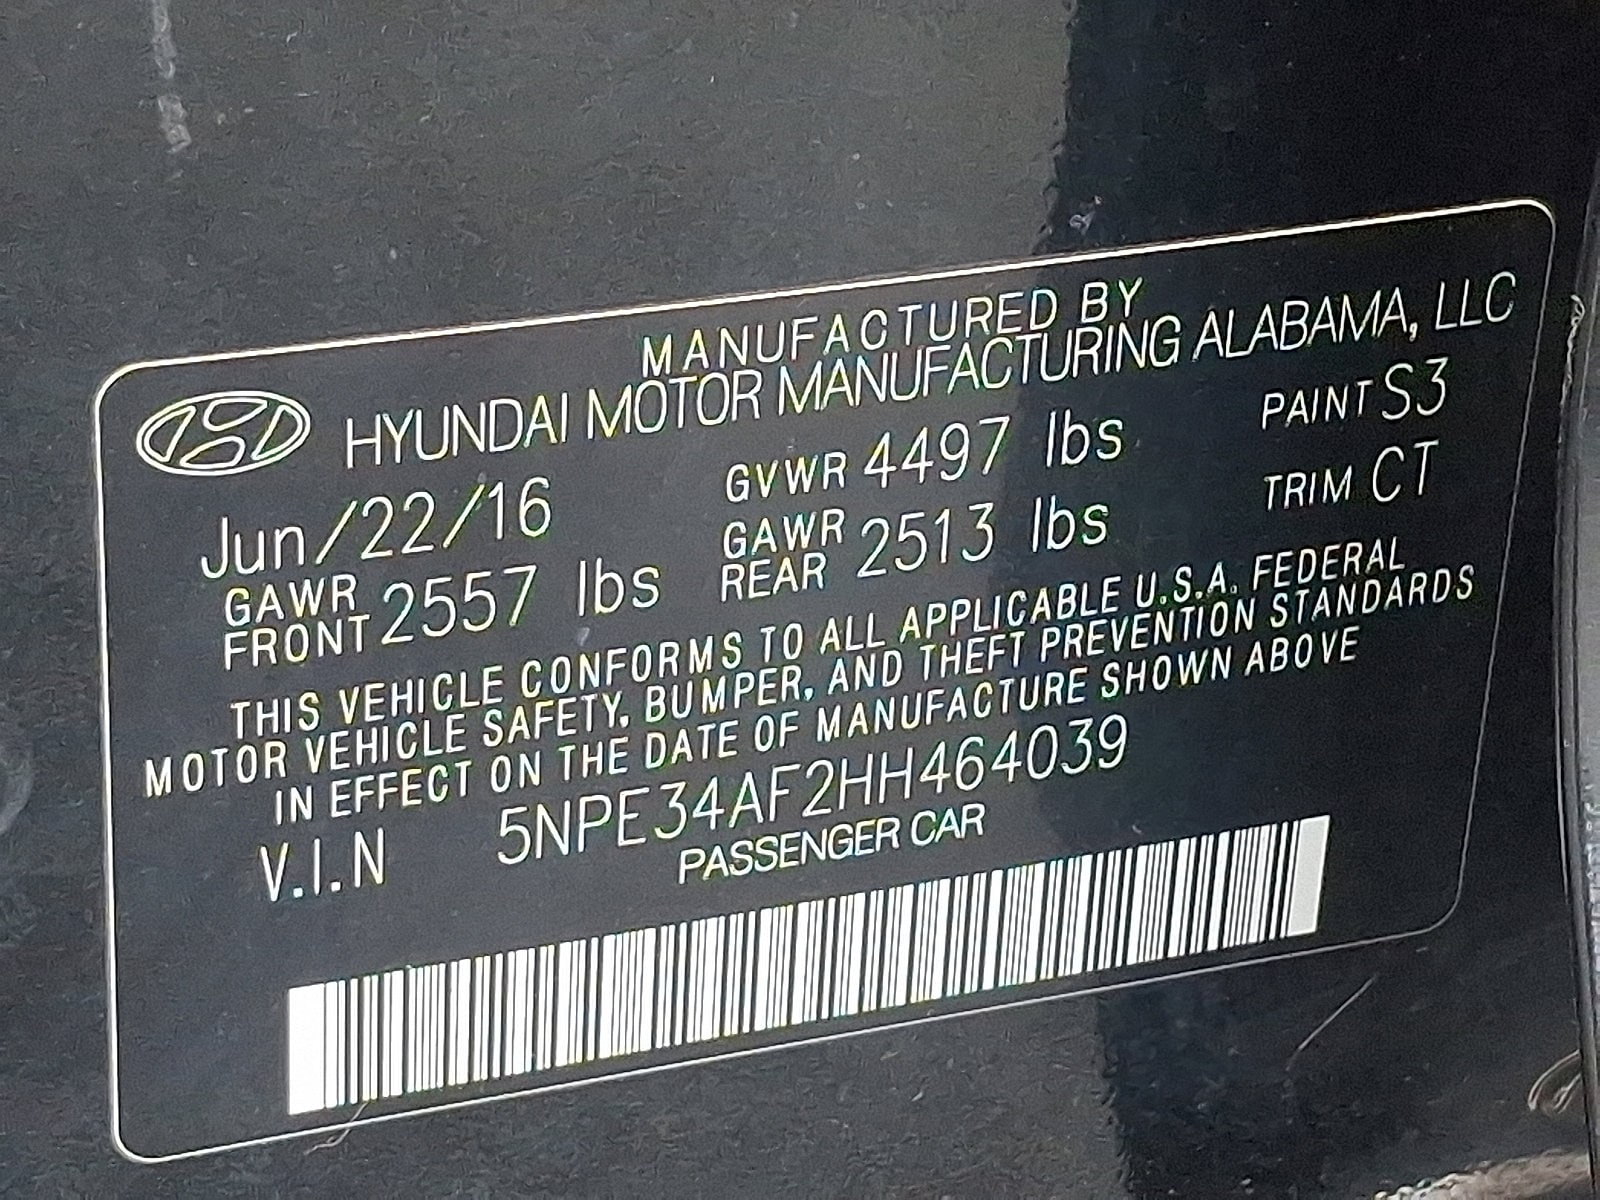 MANUFACTURED BY
HYUNDAI MOTOR MANUFACTURING ALABAMA, LLC
Jun/22/16 GVWR 4497 lbs PAINT S3
GAWR FRONT 2557 lbs GAWR REAR 2513 lbs TRIM CT
THIS VEHICLE CONFORMS TO ALL APPLICABLE U.S.A. FEDERAL
MOTOR VEHICLE SAFETY, BUMPER, AND THEFT PREVENTION STANDARDS
IN EFFECT ON THE DATE OF MANUFACTURE SHOWN ABOVE
V.I.N 5NPE34AF2HH464039
PASSENGER CAR